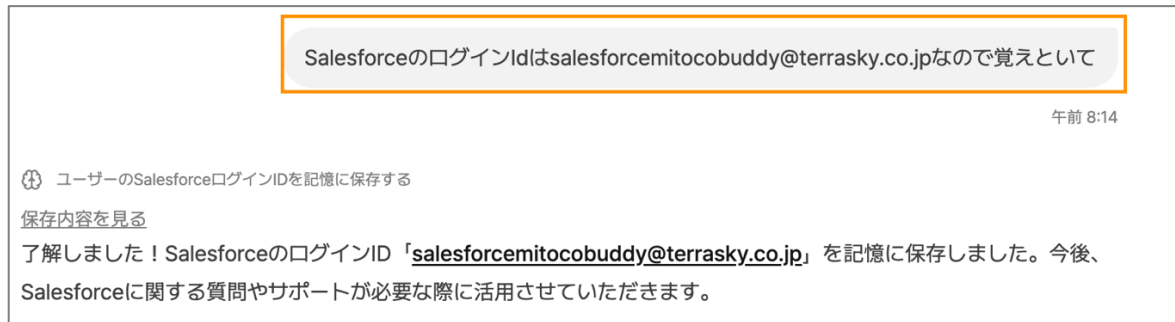 SalesforceのログインIdはsalesforcemitocobuddy@terrasky.co.jpなので覚えといて
午前 8:14
ユーザーのSalesforceログインIDを記憶に保存する
保存内容を見る
了解しました！SalesforceのログインID「salesforcemitocobuddy@terrasky.co.jp」を記憶に保存しました。今後、
Salesforceに関する質問やサポートが必要な際に活用させていただきます。